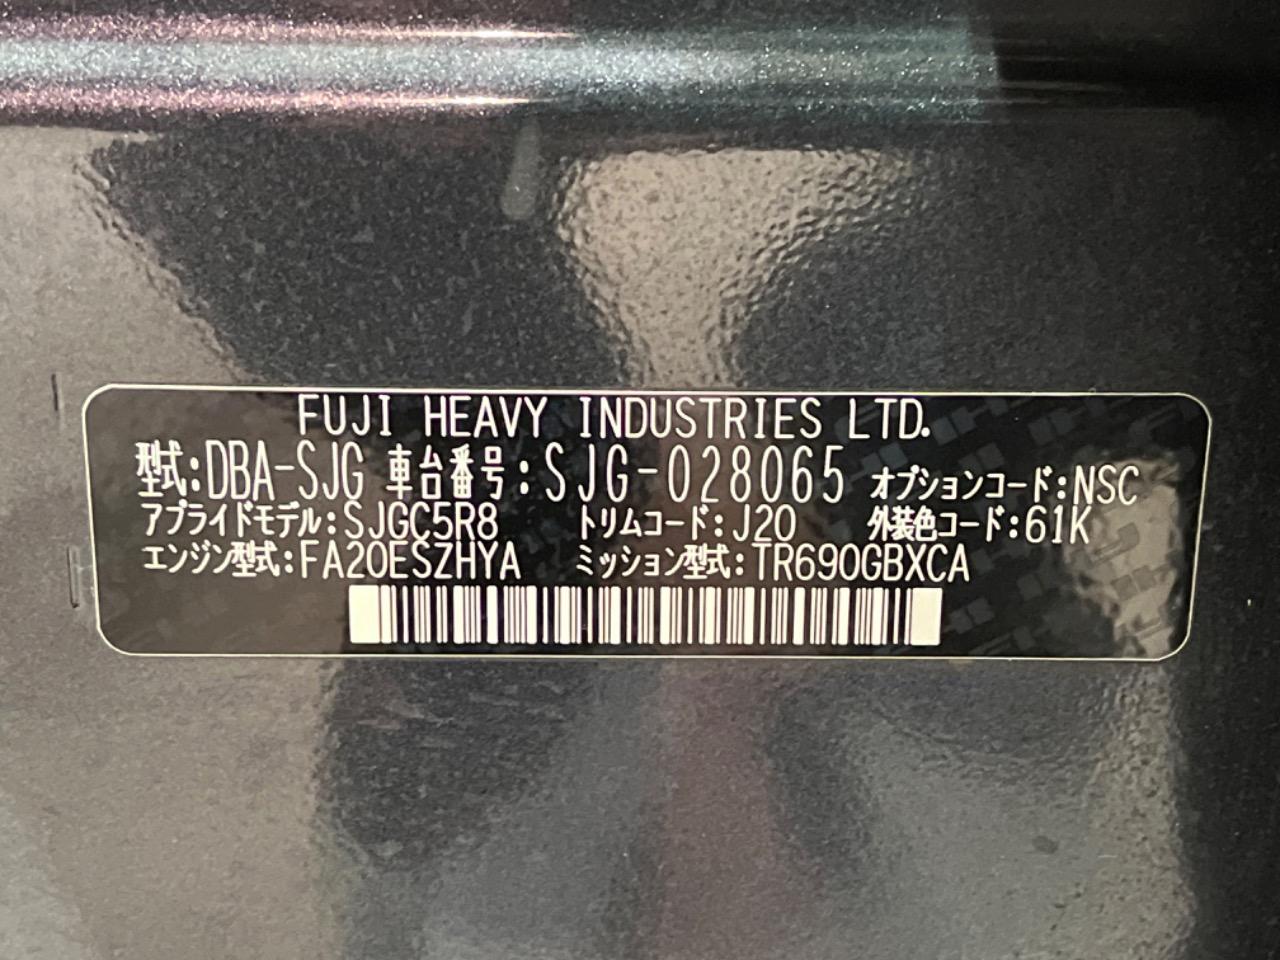 FUJI HEAVY INDUSTRIES LTD.
型式:DBA-SJG 車台番号:SJG-028065 オプションコード:NSC
アプライドモデル:SJGC5R8 トリムコード:J20 外装色コード:61K
エンジン型式:FA20ESZHYA ミッション型式:TR690GBXCA